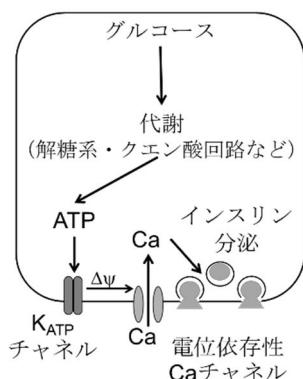 グルコース
代謝
（解糖系・クエン酸回路など）
ATP
インスリン
分泌
Ca
Δψ
Ca
K_ATP
チャネル
電位依存性
Caチャネル